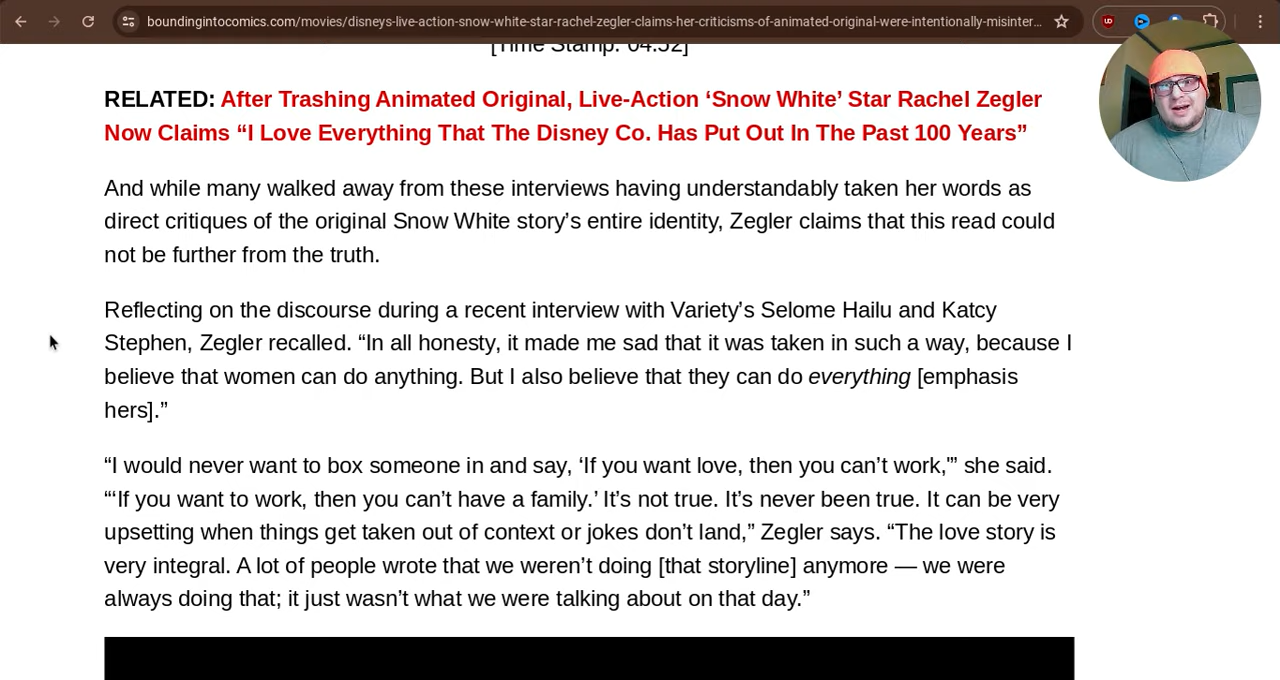 boundingintocomics.com/movies/disneys-live-action-snow-white-star-rachel-zegler-claims-her-criticisms-of-animated-original-were-intentionally-misinter...
[Time Stamp: 04:52]
RELATED: After Trashing Animated Original, Live-Action ‘Snow White’ Star Rachel Zegler
Now Claims “I Love Everything That The Disney Co. Has Put Out In The Past 100 Years”
And while many walked away from these interviews having understandably taken her words as
direct critiques of the original Snow White story’s entire identity, Zegler claims that this read could
not be further from the truth.
Reflecting on the discourse during a recent interview with Variety’s Selome Hailu and Katcy
Stephen, Zegler recalled. “In all honesty, it made me sad that it was taken in such a way, because I
believe that women can do anything. But I also believe that they can do everything [emphasis
hers].”
“I would never want to box someone in and say, ‘If you want love, then you can’t work,’” she said.
“‘If you want to work, then you can’t have a family.’ It’s not true. It’s never been true. It can be very
upsetting when things get taken out of context or jokes don’t land,” Zegler says. “The love story is
very integral. A lot of people wrote that we weren’t doing [that storyline] anymore — we were
always doing that; it just wasn’t what we were talking about on that day.”